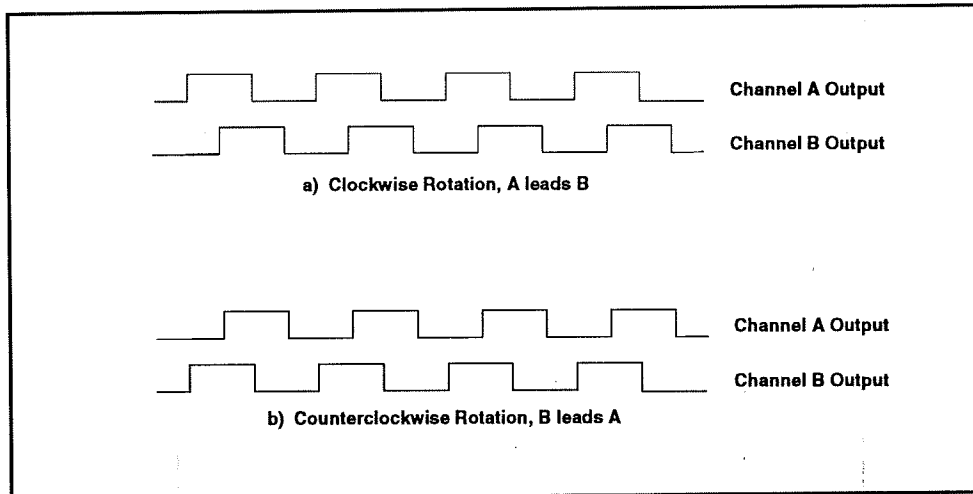 Channel A Output
Channel B Output
a) Clockwise Rotation, A leads B
Channel A Output
Channel B Output
b) Counterclockwise Rotation, B leads A